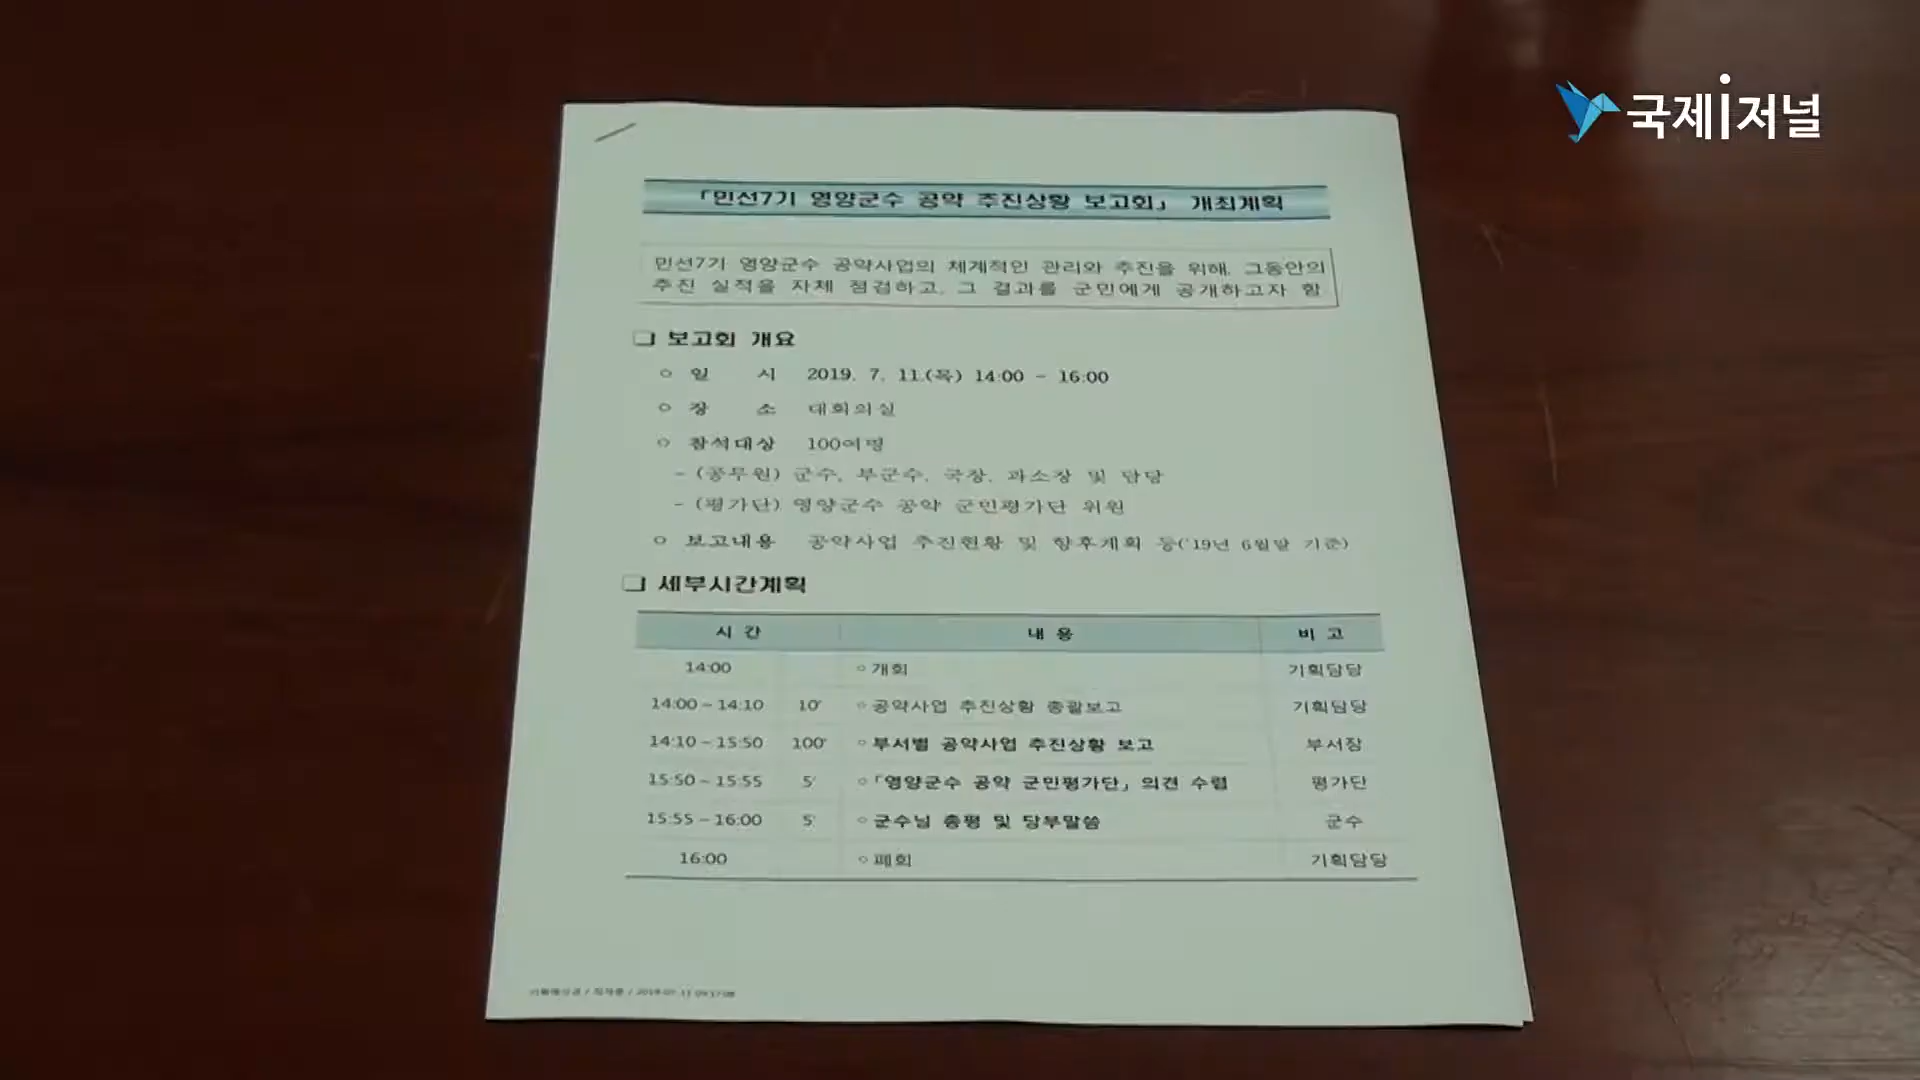 국제i저널
「민선7기 영양군수 공약 추진상황 보고회」 개최계획
민선7기 영양군수 공약사업의 체계적인 관리와 추진을 위해, 그동안의
추진 실적을 자체 점검하고, 그 결과를 군민에게 공개하고자 함
❏ 보고회 개요
○ 일 시 2019. 7. 11.(목) 14:00 - 16:00
○ 장 소 대회의실
○ 참석대상 100여명
- (공무원) 군수, 부군수, 국장, 과소장 및 담당
- (평가단) 영양군수 공약 군민평가단 위원
○ 보고내용 공약사업 추진현황 및 향후계획 등('19년 6월말 기준)
❏ 세부시간계획
시 간 내 용 비 고
14:00 ○ 개회 기획담당
14:00 ~ 14:10 10' ○ 공약사업 추진상황 총괄보고 기획담당
14:10 ~ 15:50 100' ○ 부서별 공약사업 추진상황 보고 부서장
15:50 ~ 15:55 5' ○ 「영양군수 공약 군민평가단」 의견 수렴 평가단
15:55 ~ 16:00 5' ○ 군수님 총평 및 당부말씀 군수
16:00 ○ 폐회 기획담당